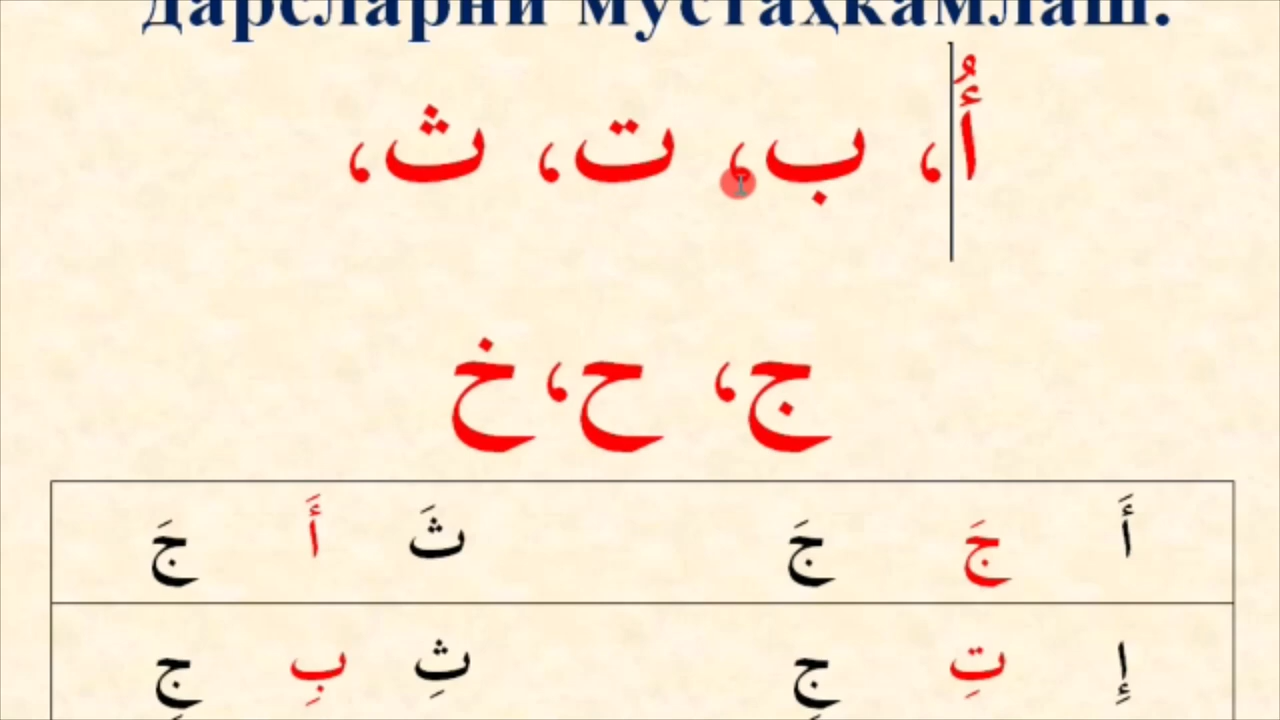 дарсларни мустаҳкамлаш.
أُ، ب، ت، ث،
ج، ح،خ
أَ جَ جَ ثَ أَ جَ
إِ تِ جِ ثِ بِ جِ